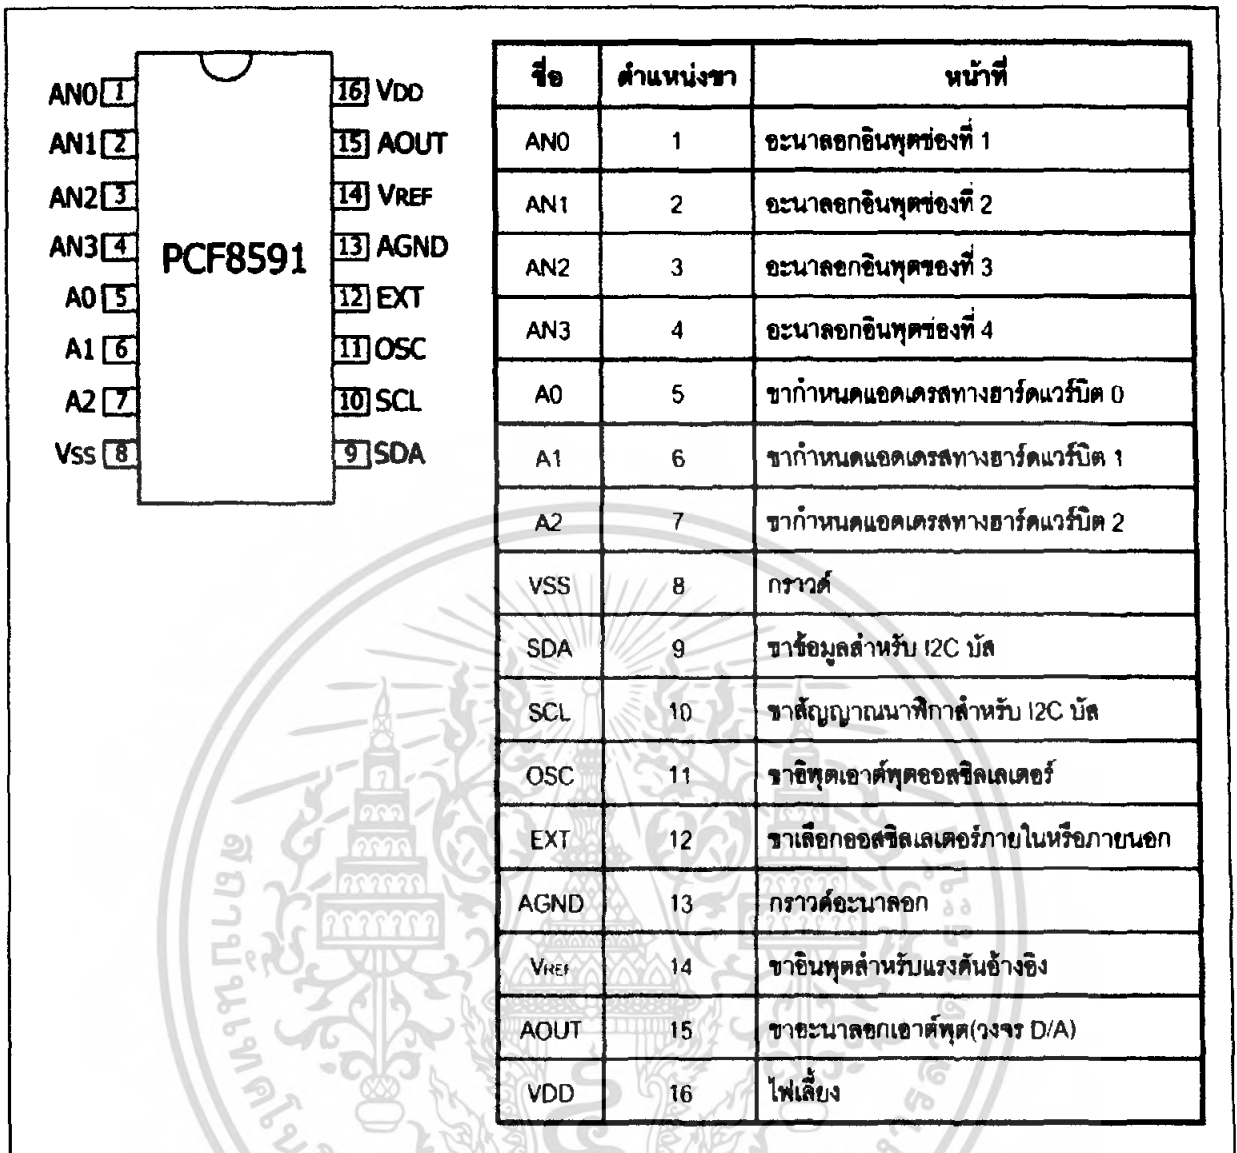 AN0 1
AN1 2
AN2 3
AN3 4
A0 5
A1 6
A2 7
VSS 8
PCF8591
16 VDD
15 AOUT
14 VREF
13 AGND
12 EXT
11 OSC
10 SCL
9 SDA
ชื่อ ตำแหน่งขา หน้าที่
AN0 1 อะนาลอกอินพุตช่องที่ 1
AN1 2 อะนาลอกอินพุตช่องที่ 2
AN2 3 อะนาลอกอินพุตของที่ 3
AN3 4 อะนาลอกอินพุตช่องที่ 4
A0 5 ขากำหนดแอดเดรสทางฮาร์ดแวร์บิต 0
A1 6 ขากำหนดแอดเดรสทางฮาร์ดแวร์บิต 1
A2 7 ขากำหนดแอดเดรสทางฮาร์ดแวร์บิต 2
VSS 8 กราวด์
SDA 9 ขาข้อมูลสำหรับ I2C บัส
SCL 10 ขาสัญญาณนาฬิกาสำหรับ I2C บัส
OSC 11 ขาอิพุตเอาต์พุตออสซิลเลเตอร์
EXT 12 ขาเลือกออสซิลเลเตอร์ภายในหรือภายนอก
AGND 13 กราวด์อะนาลอก
VREF 14 ขาอินพุตสำหรับแรงดันอ้างอิง
AOUT 15 ขาอะนาลอกเอาต์พุต(วงจร D/A)
VDD 16 ไฟเลี้ยง